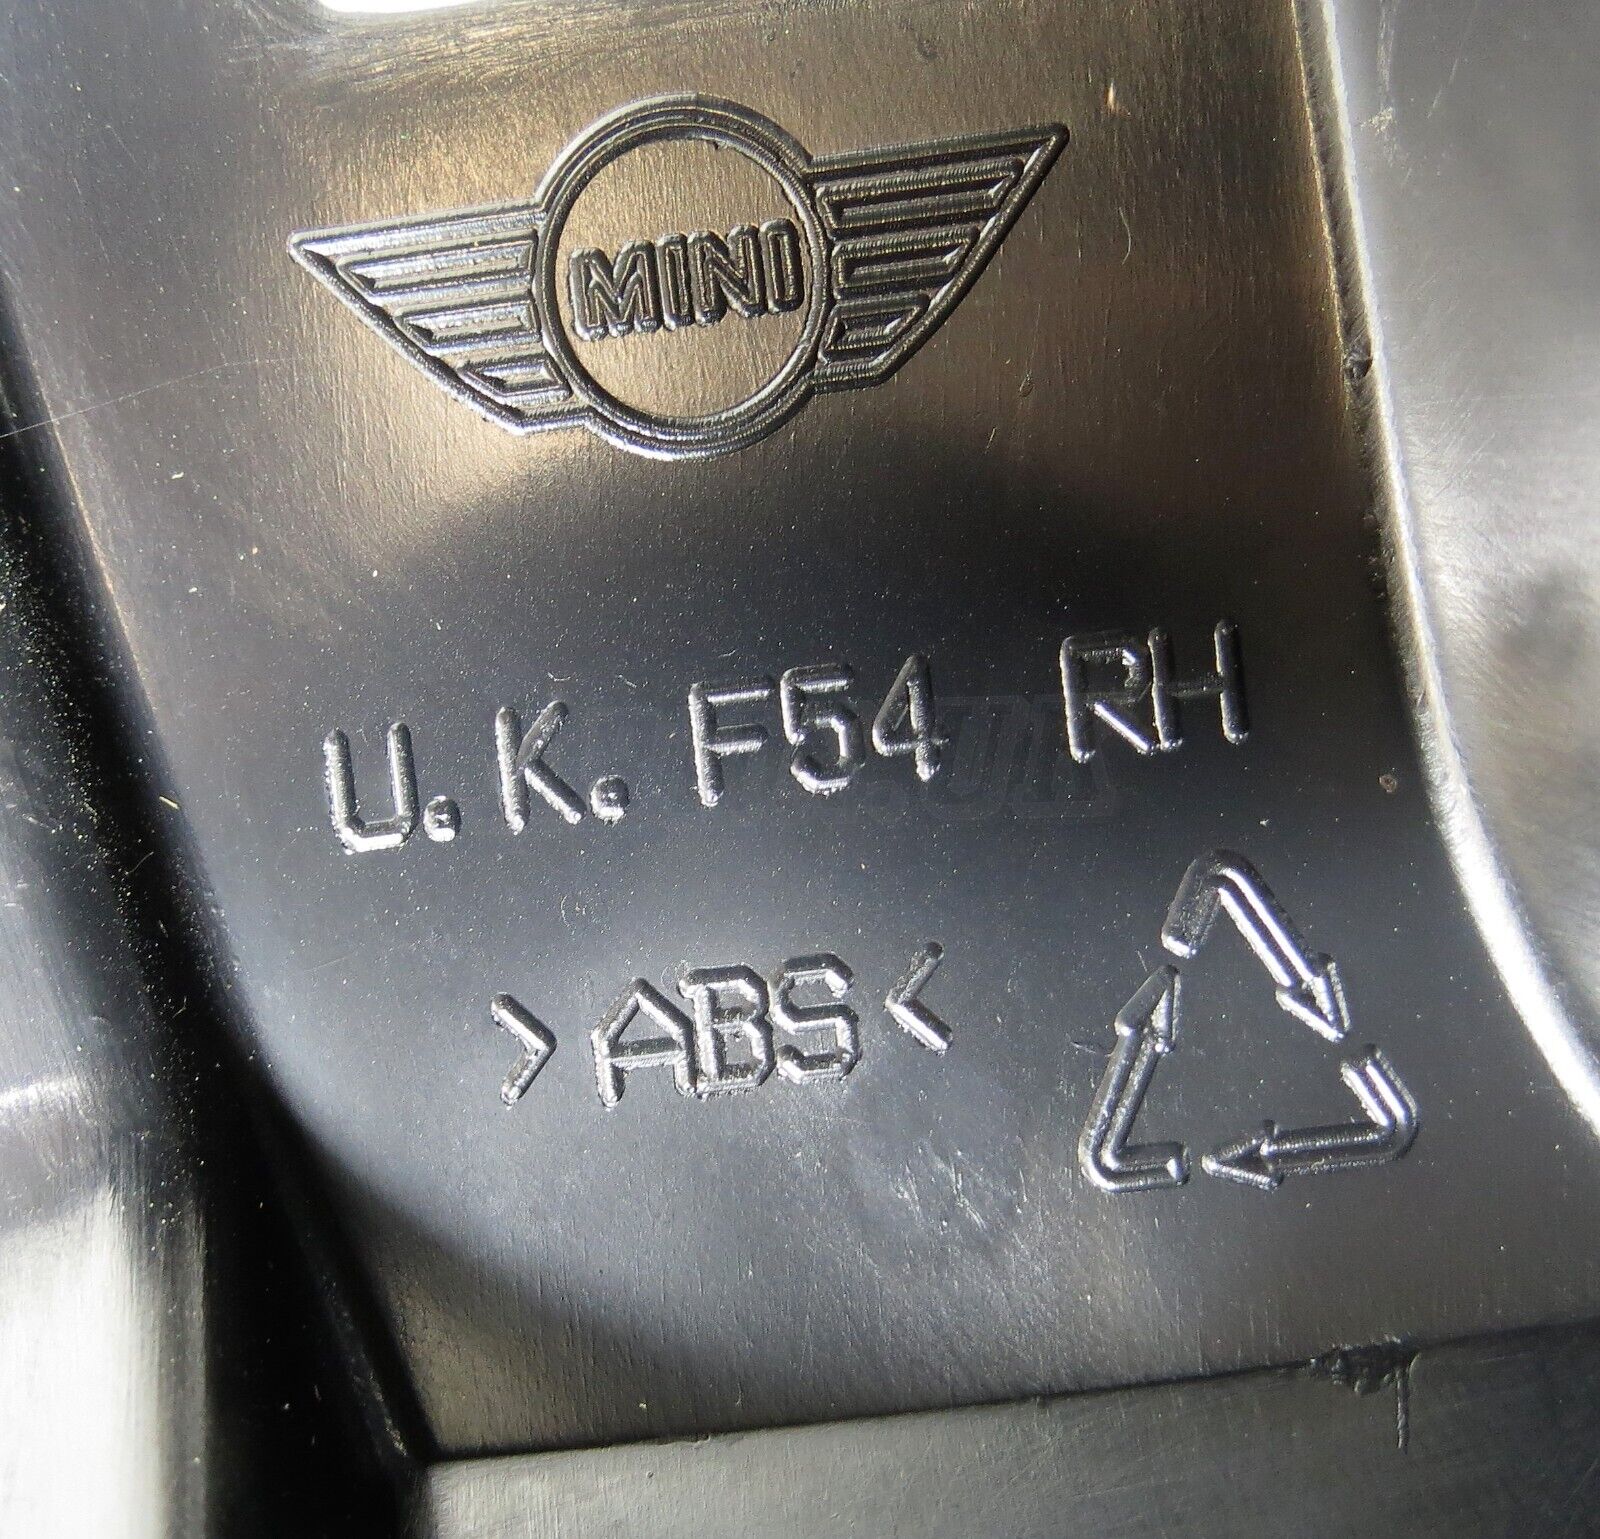 MINI
U.K. F54 RH
>ABS<